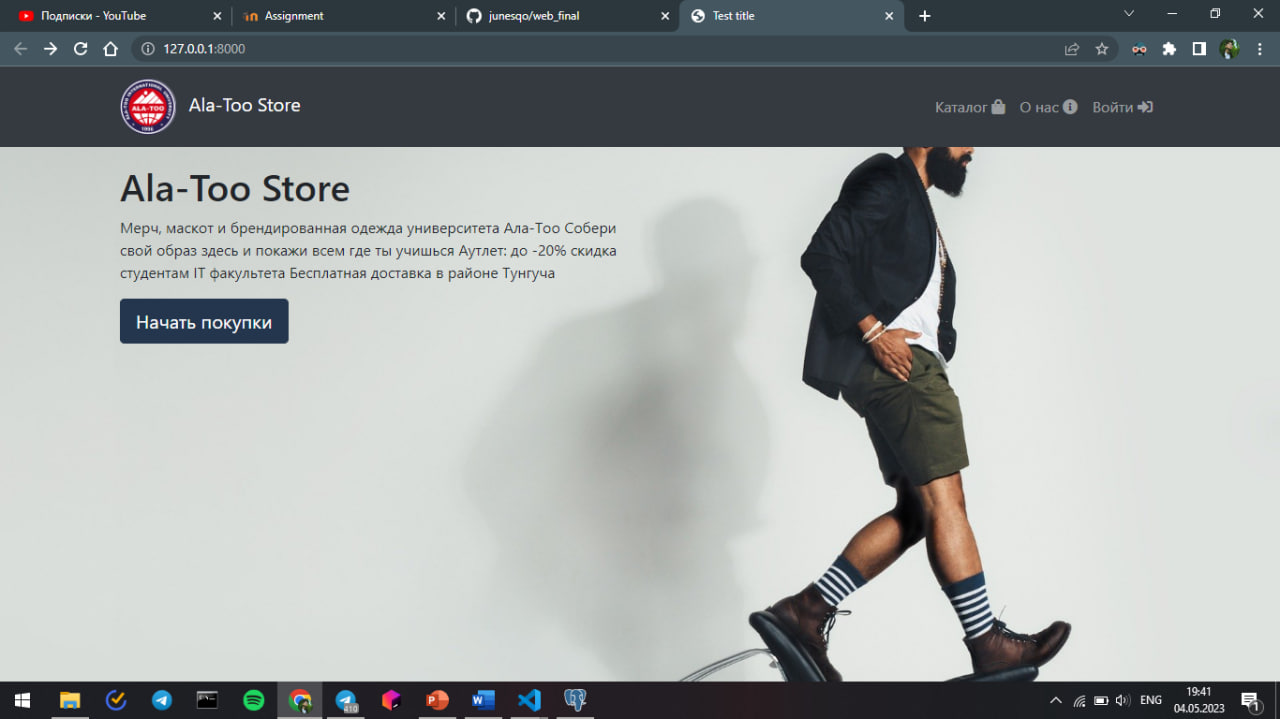 Подписки - YouTube
Assignment
junesqo/web_final
Test title
127.0.0.1:8000
ALA-TOO
Ala-Too Store
Каталог
О нас
Войти
Ala-Too Store
Мерч, маскот и брендированная одежда университета Ала-Тоо Собери
свой образ здесь и покажи всем где ты учишься Аутлет: до -20% скидка
студентам IT факультета Бесплатная доставка в районе Тунгуча
Начать покупки
410
ENG
19:41
04.05.2023
1